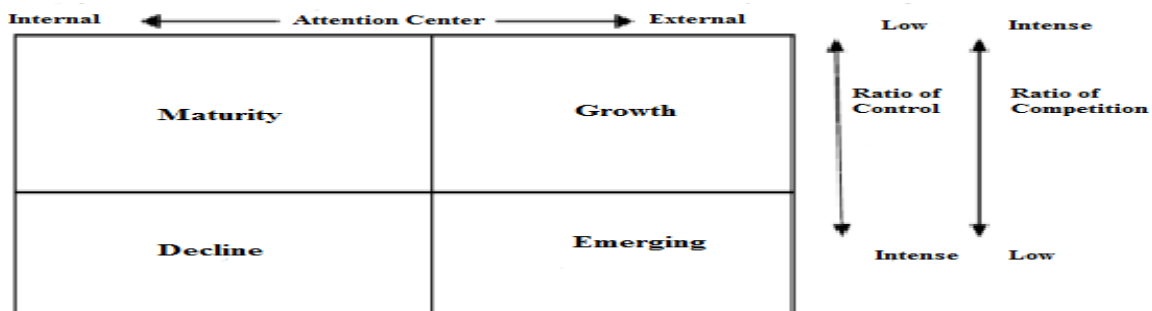 Internal Attention Center External
Low Intense
Ratio of Control Ratio of Competition
Maturity Growth
Decline Emerging
Intense Low